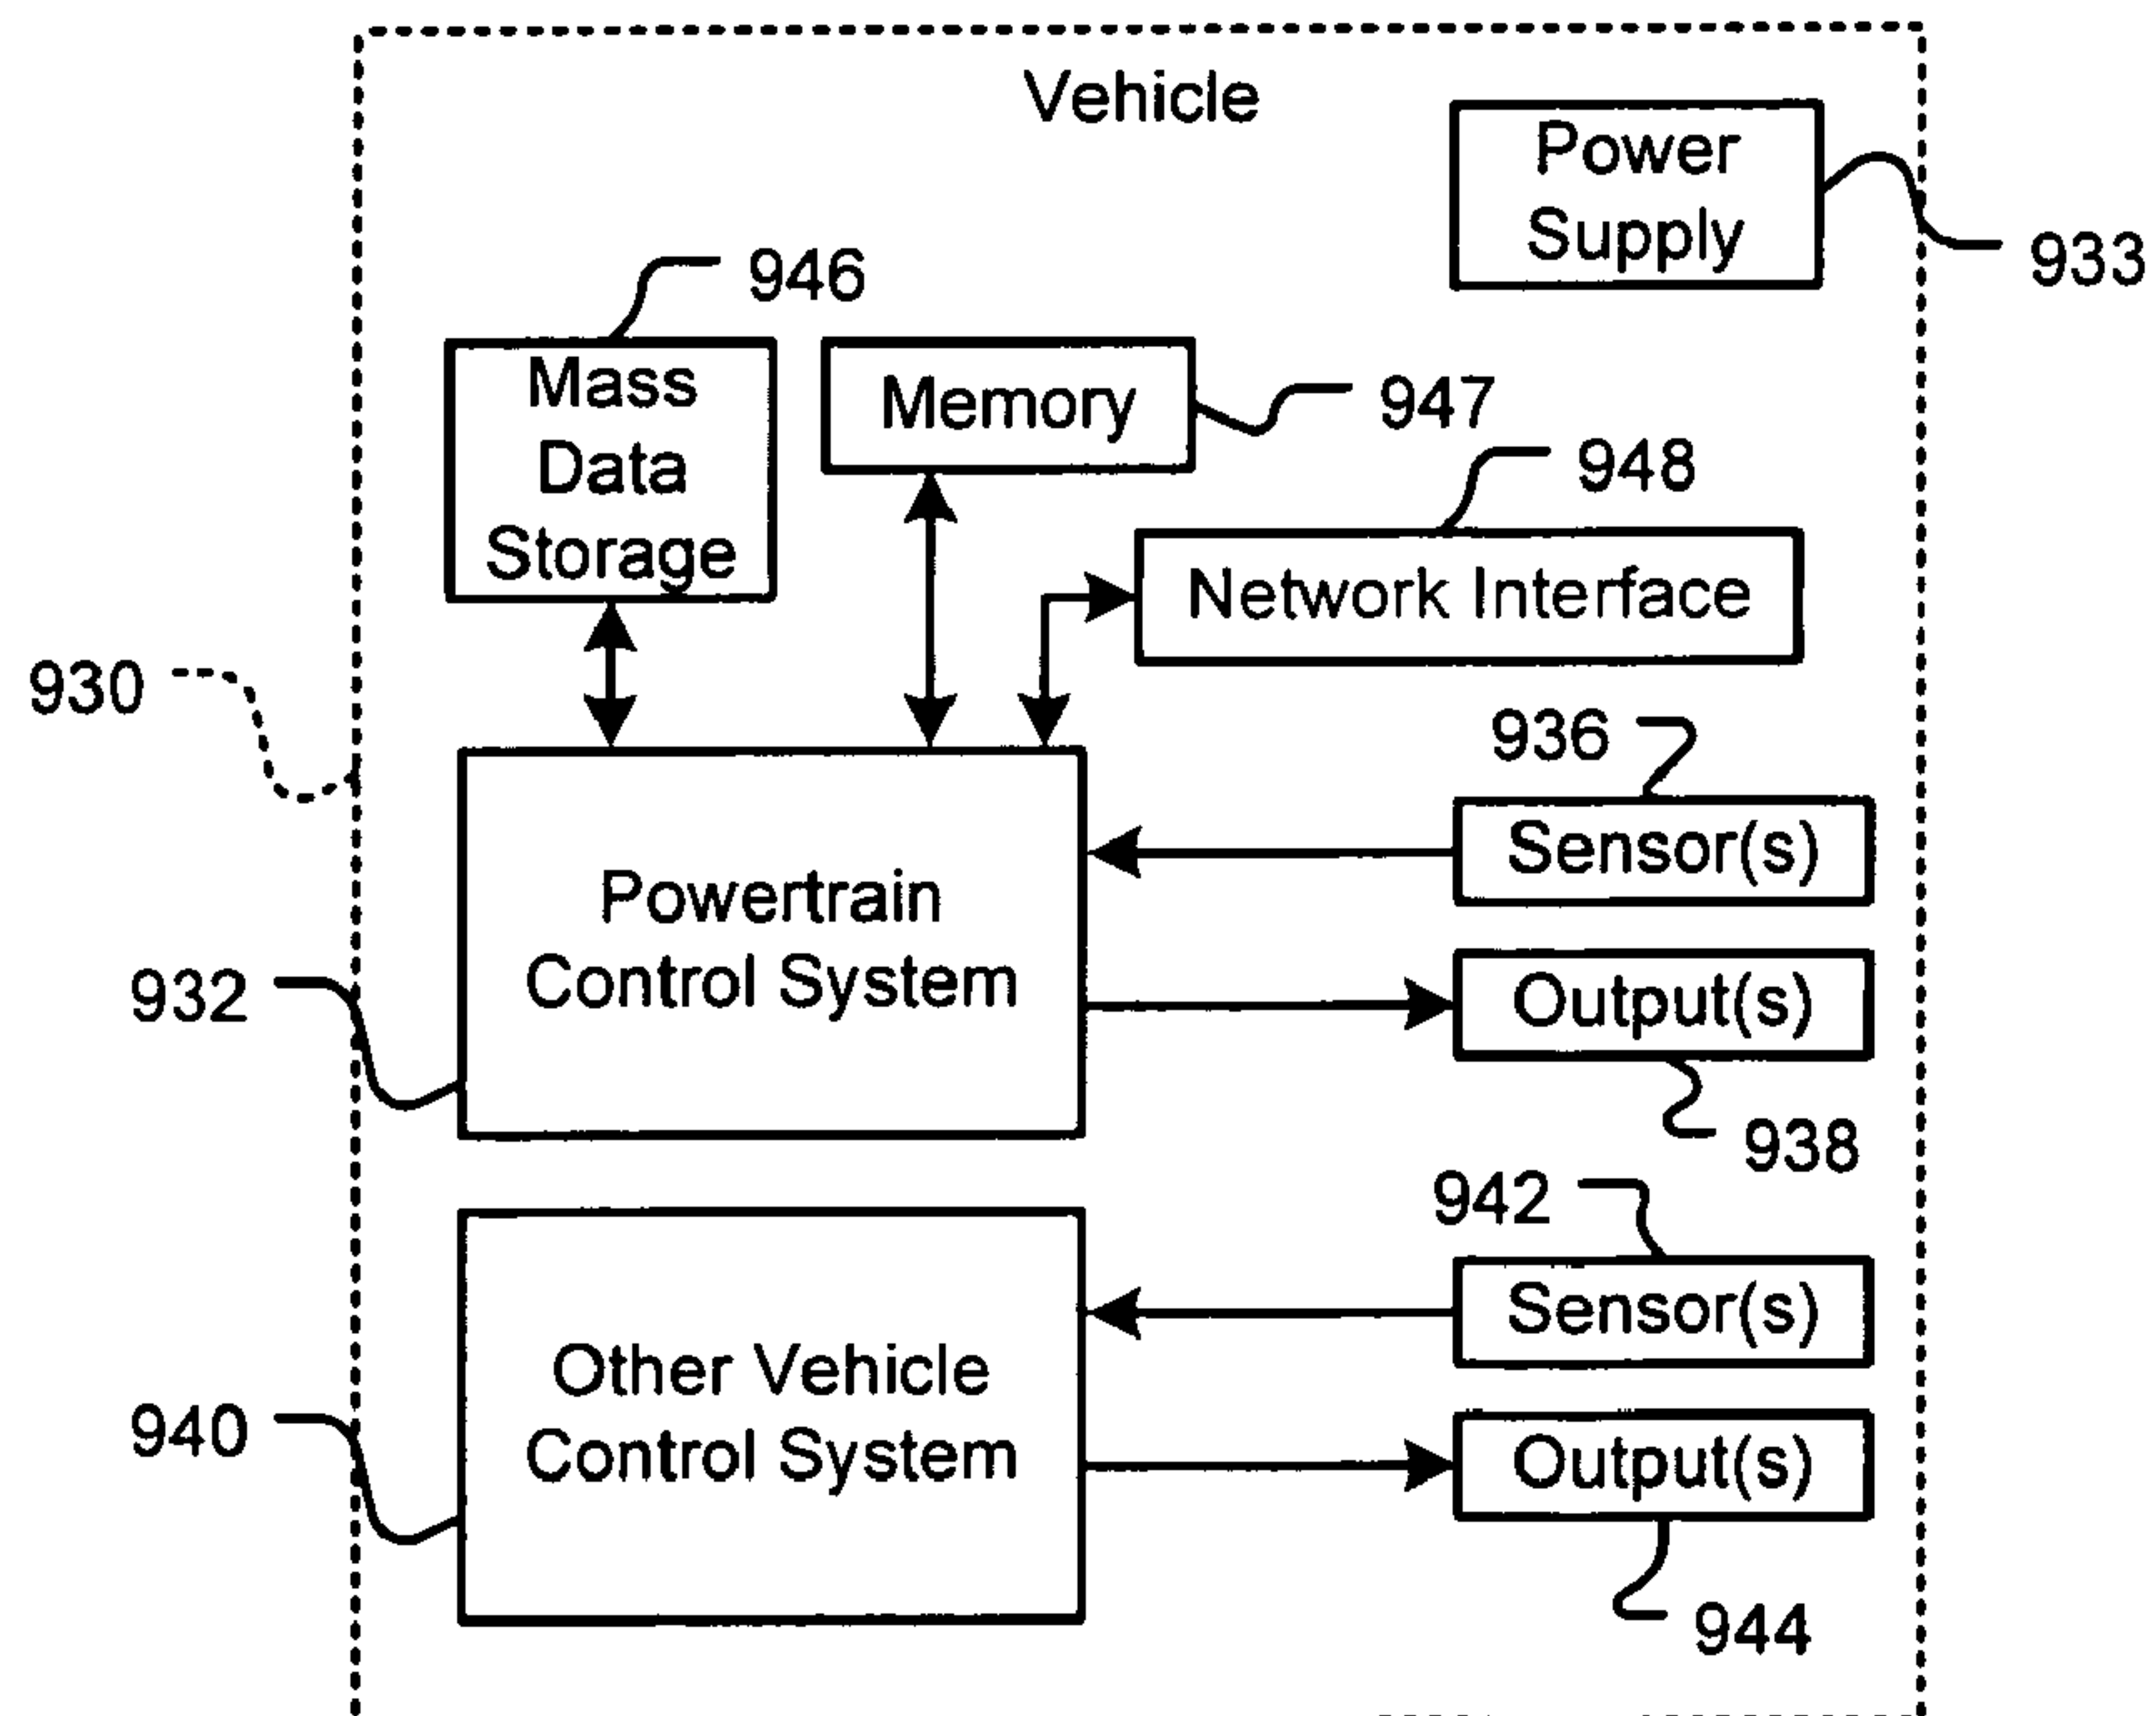 Vehicle
Power
Supply
933
946
Mass
Data
Storage
Memory
947
948
Network Interface
930
936
Sensor(s)
Powertrain
Control System
932
Output(s)
938
942
Sensor(s)
Other Vehicle
Control System
940
Output(s)
944